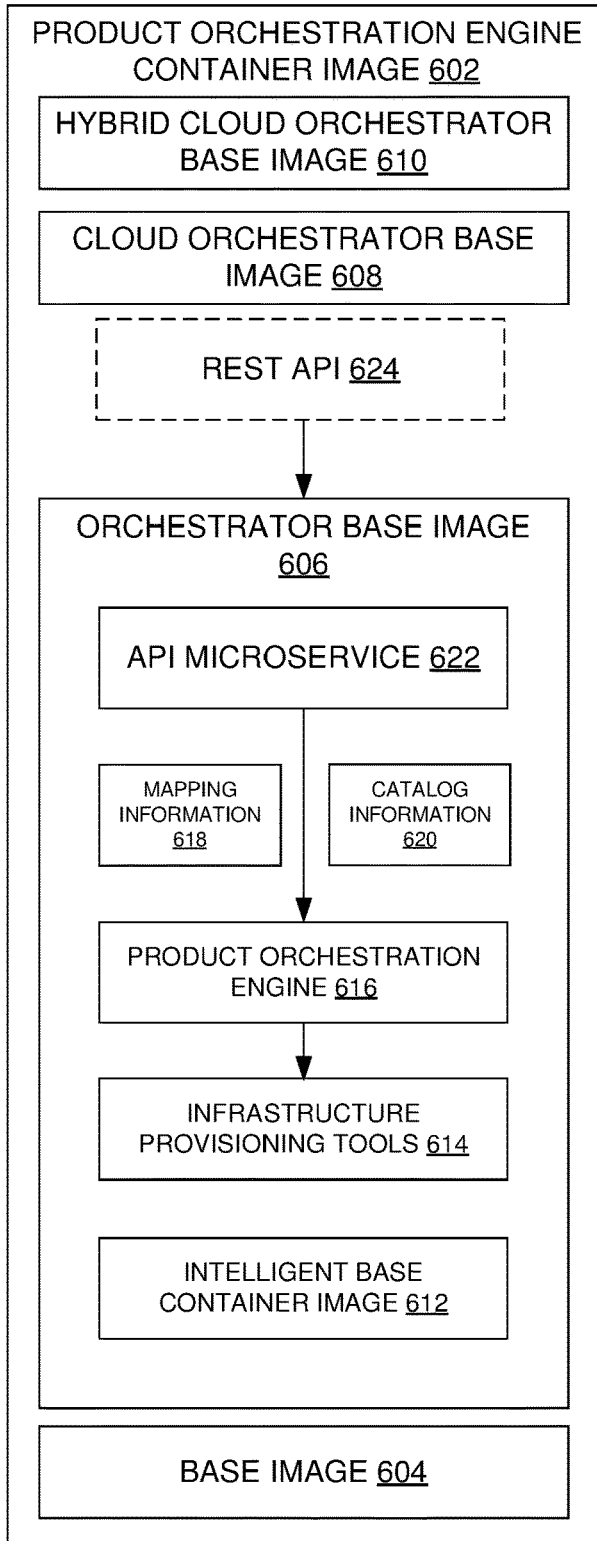 PRODUCT ORCHESTRATION ENGINE
CONTAINER IMAGE 602
HYBRID CLOUD ORCHESTRATOR
BASE IMAGE 610
CLOUD ORCHESTRATOR BASE
IMAGE 608
REST API 624
ORCHESTRATOR BASE IMAGE
606
API MICROSERVICE 622
MAPPING
INFORMATION
618
CATALOG
INFORMATION
620
PRODUCT ORCHESTRATION
ENGINE 616
INFRASTRUCTURE
PROVISIONING TOOLS 614
INTELLIGENT BASE
CONTAINER IMAGE 612
BASE IMAGE 604